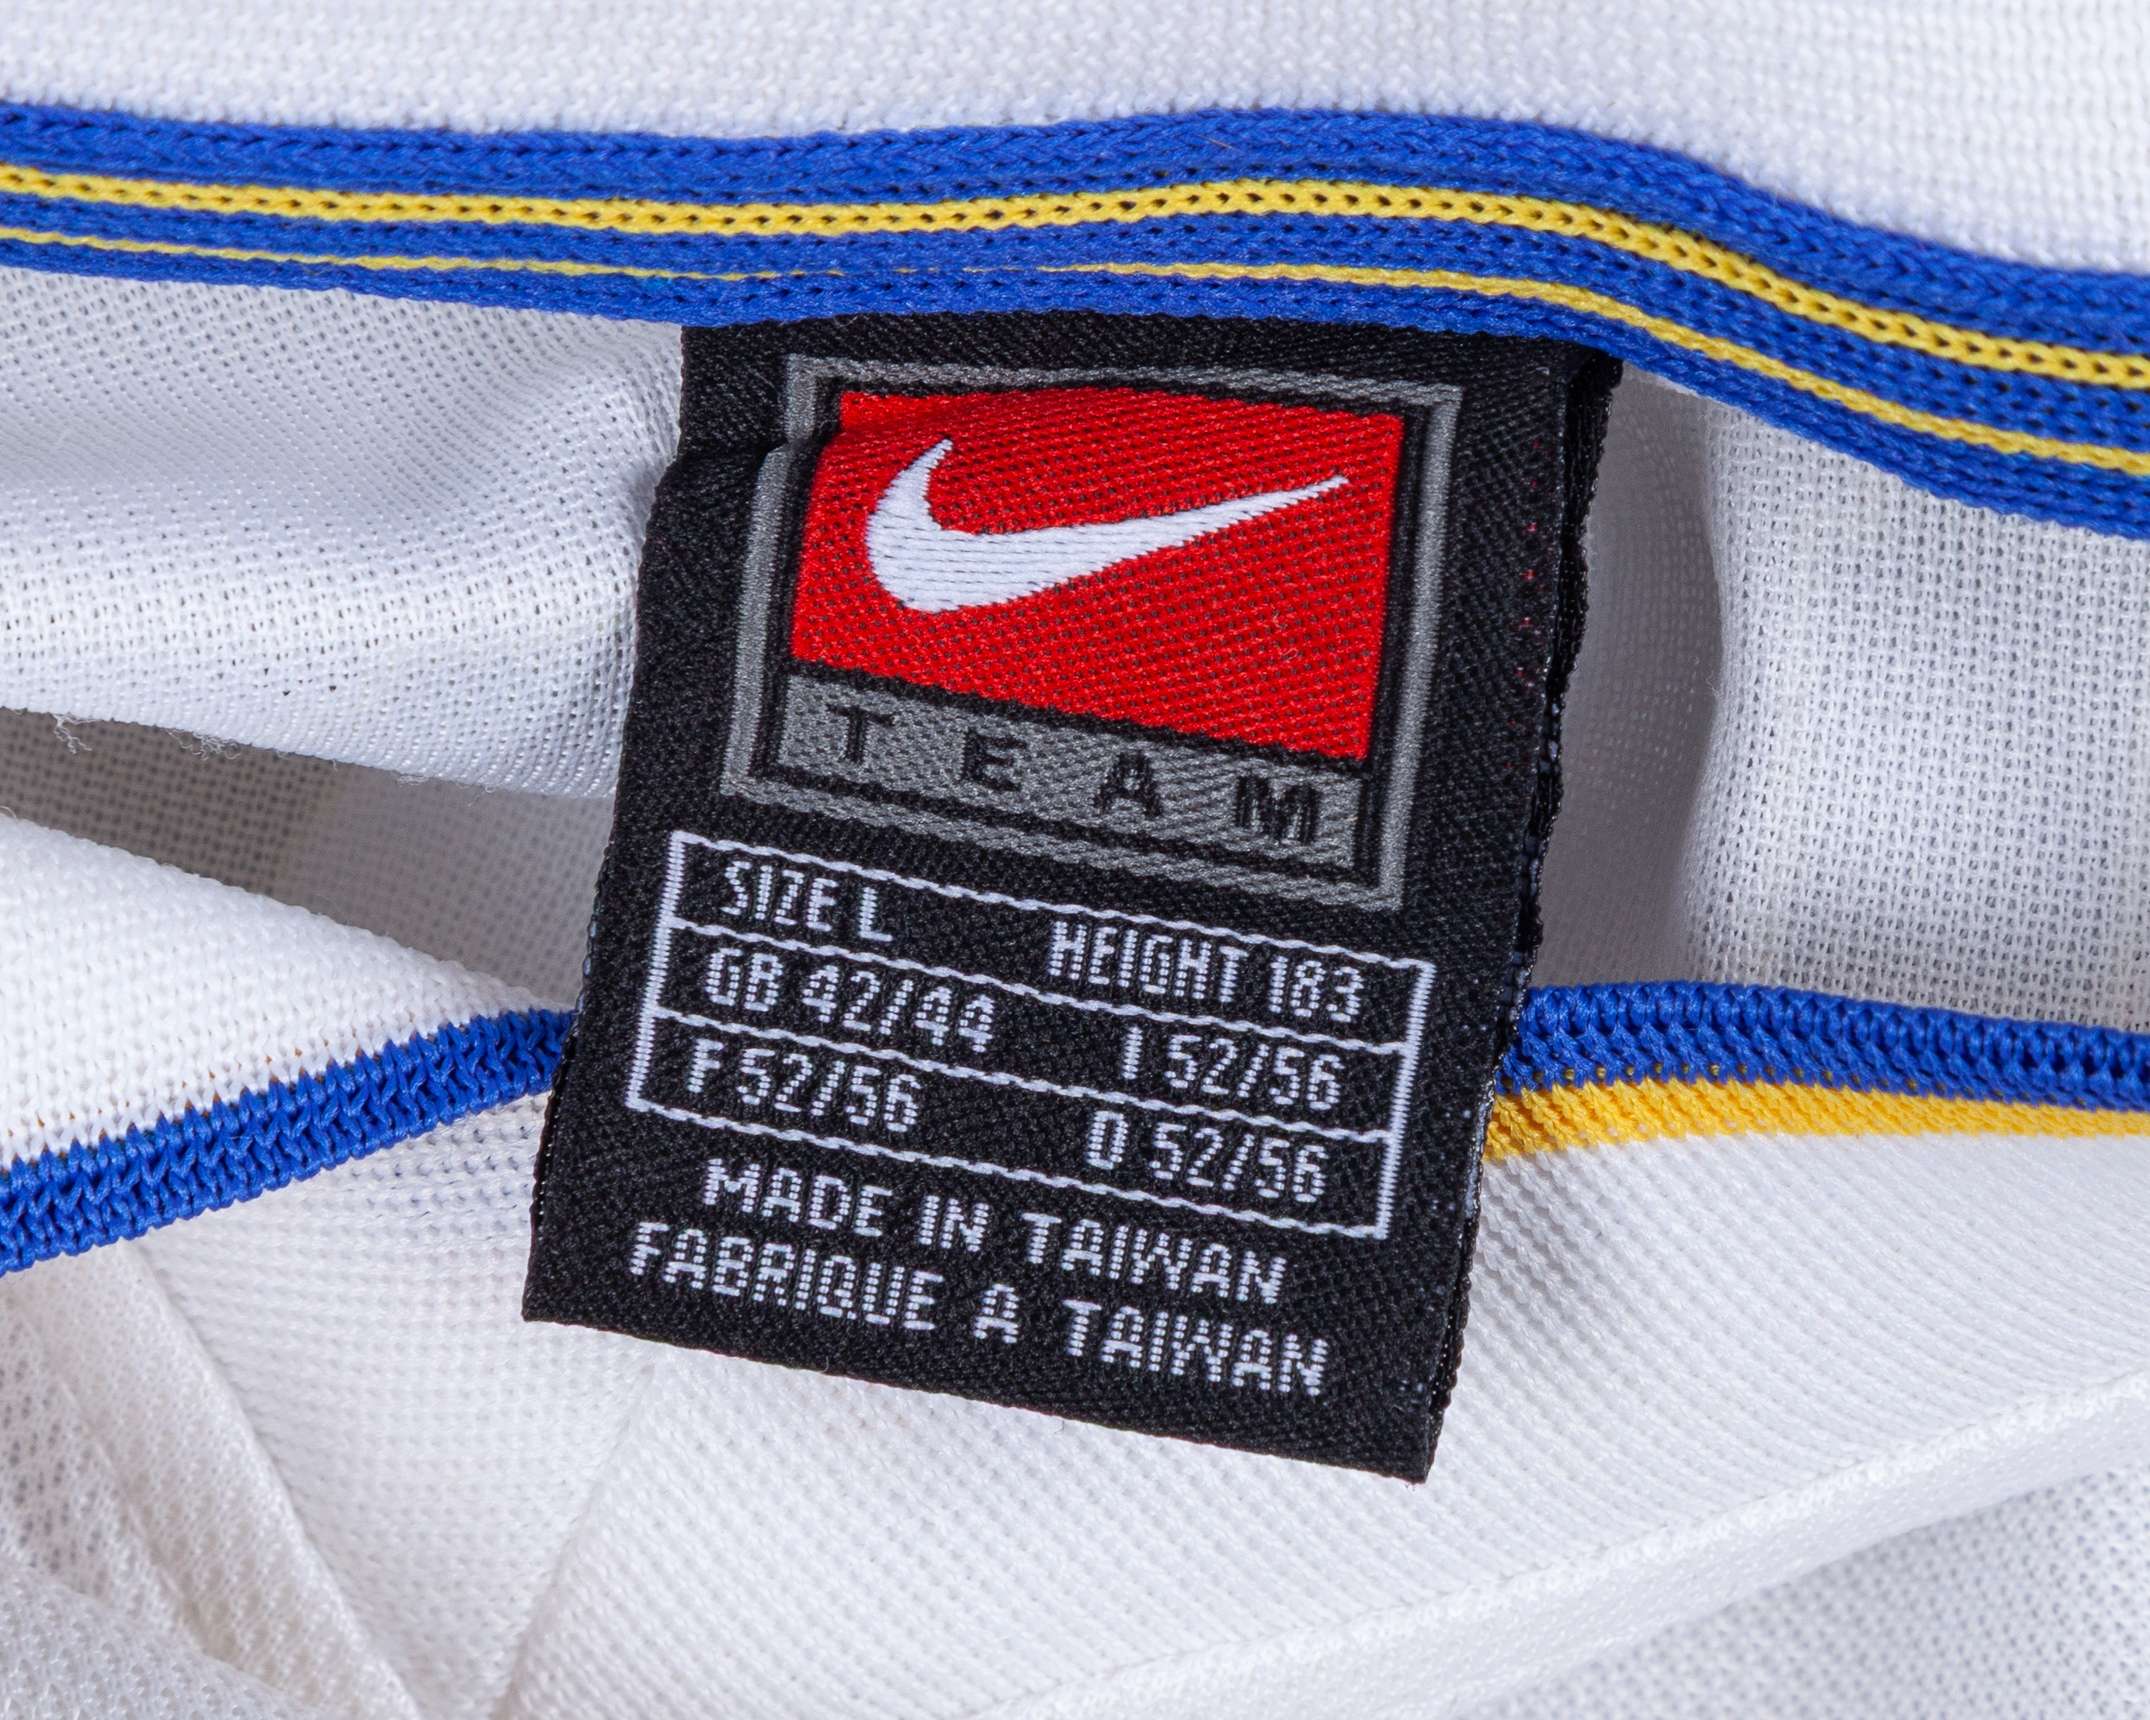 TEAM
SIZE L HEIGHT 183
GB 42/44 I 52/56
F 52/56 D 52/56
MADE IN TAIWAN
FABRIQUE A TAIWAN